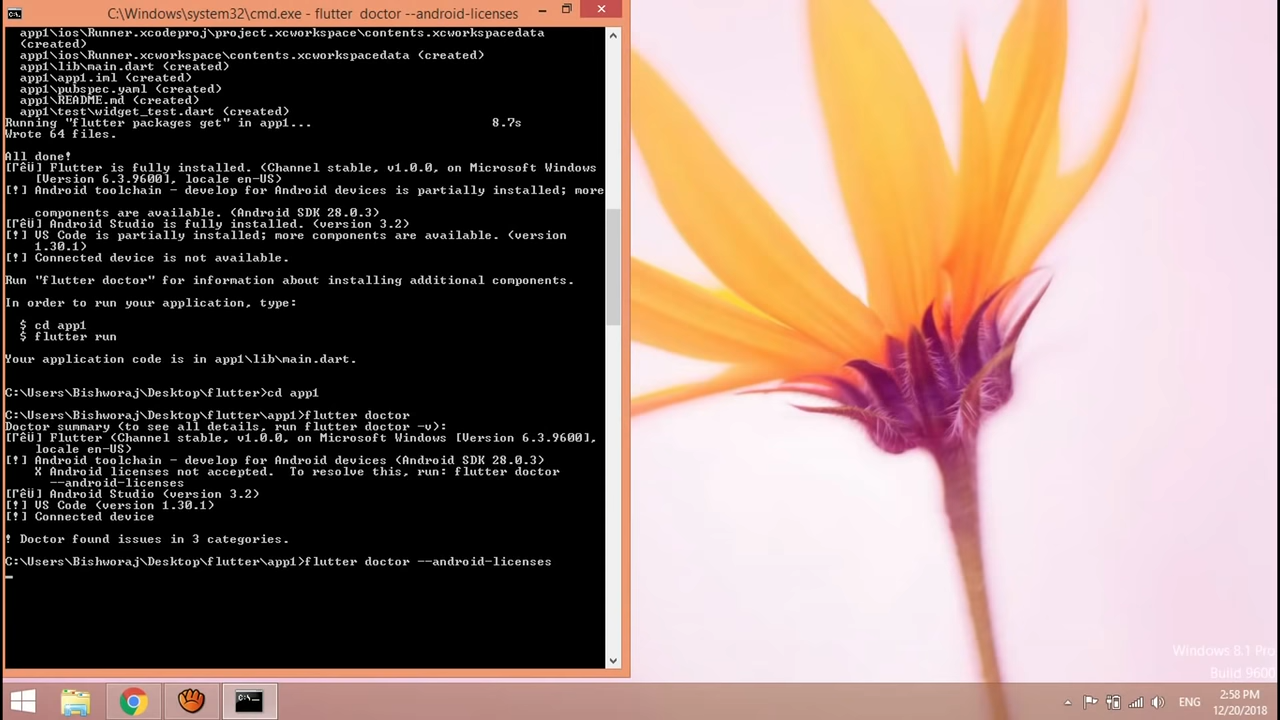 C:\Windows\system32\cmd.exe - flutter  doctor --android-licenses
app1\ios\Runner.xcodeproj\project.xcworkspace\contents.xcworkspacedata
(created)
app1\ios\Runner.xcworkspace\contents.xcworkspacedata (created)
app1\lib\main.dart (created)
app1\app1.iml (created)
app1\pubspec.yaml (created)
app1\README.md (created)
app1\test\widget_test.dart (created)
Running "flutter packages get" in app1... 8.7s
Wrote 64 files.
All done!
[ΓêÜ] Flutter is fully installed. (Channel stable, v1.0.0, on Microsoft Windows
[Version 6.3.9600], locale en-US)
[!] Android toolchain - develop for Android devices is partially installed; more
components are available. (Android SDK 28.0.3)
[ΓêÜ] Android Studio is fully installed. (version 3.2)
[!] VS Code is partially installed; more components are available. (version
1.30.1)
[!] Connected device is not available.
Run "flutter doctor" for information about installing additional components.
In order to run your application, type:
$ cd app1
$ flutter run
Your application code is in app1\lib\main.dart.
C:\Users\Bishworaj\Desktop\flutter>cd app1
C:\Users\Bishworaj\Desktop\flutter\app1>flutter doctor
Doctor summary (to see all details, run flutter doctor -v):
[ΓêÜ] Flutter (Channel stable, v1.0.0, on Microsoft Windows [Version 6.3.9600],
locale en-US)
[!] Android toolchain - develop for Android devices (Android SDK 28.0.3)
X Android licenses not accepted.  To resolve this, run: flutter doctor
--android-licenses
[ΓêÜ] Android Studio (version 3.2)
[!] VS Code (version 1.30.1)
[!] Connected device
! Doctor found issues in 3 categories.
C:\Users\Bishworaj\Desktop\flutter\app1>flutter doctor --android-licenses
Windows 8.1 Pro
Build 9600
ENG
2:58 PM
12/20/2018